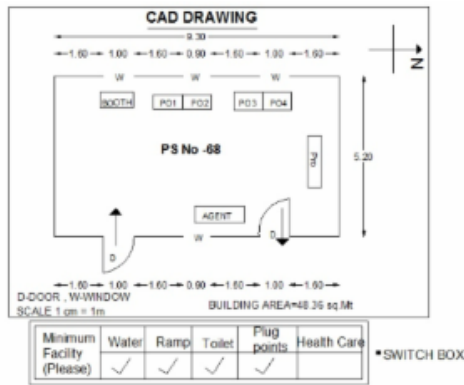 CAD DRAWING
9.30
1.60 1.00 1.60 0.90 1.60 1.00 1.60
W W W
N
BOOTH PO1 PO2 PO3 PO4
PS No -68
Pro
5.20
AGENT
D W D
1.60 1.00 1.60 0.90 1.60 1.00 1.60
D-DOOR , W-WINDOW
SCALE 1 cm = 1m
BUILDING AREA=48.36 sq.Mt
Minimum Facility (Please) Water Ramp Toilet Plug points Health Care
*SWITCH BOX